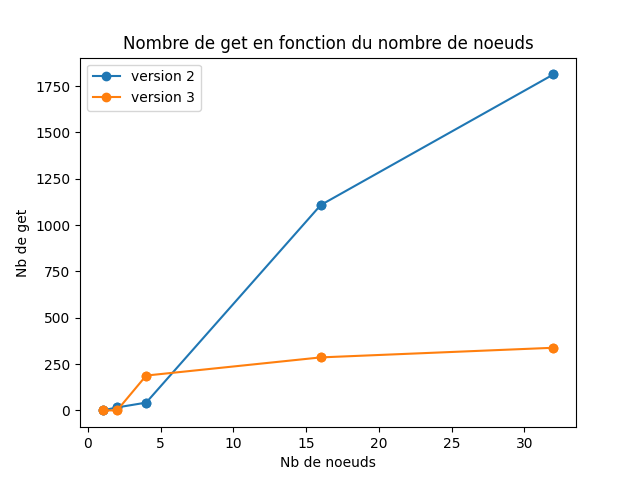 Nombre de get en fonction du nombre de noeuds
version 2
version 3
1750
1500
1250
1000
750
500
250
0
Nb de get
0 5 10 15 20 25 30
Nb de noeuds